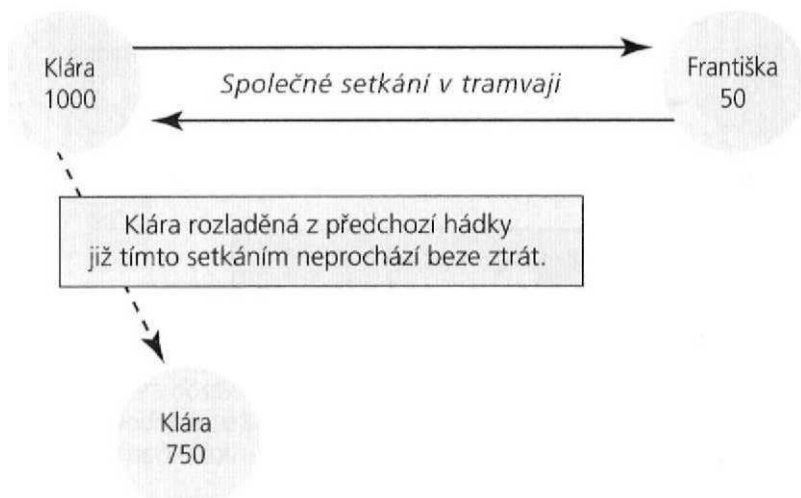 Klára
1000
Společné setkání v tramvaji
Františka
50
Klára rozladěná z předchozí hádky
již tímto setkáním neprochází beze ztrát.
Klára
750